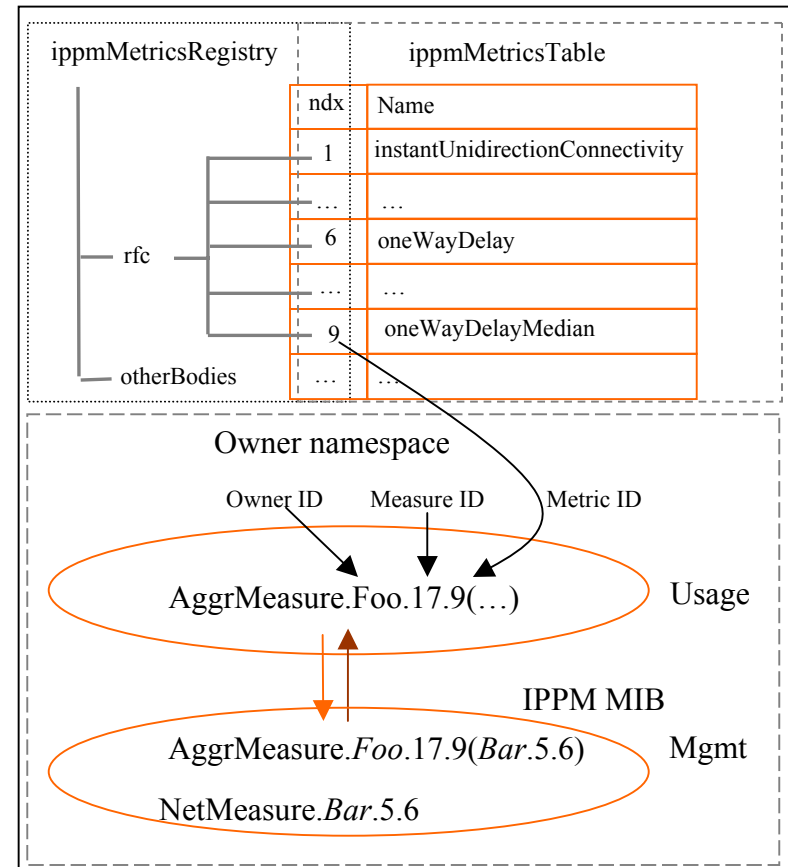 ippmMetricsRegistry
ippmMetricsTable
ndx Name
1 instantUnidirectionConnectivity
… …
6 oneWayDelay
rfc
… …
9 oneWayDelayMedian
otherBodies
… …
Owner namespace
Owner ID Measure ID Metric ID
AggrMeasure.Foo.17.9(…)
Usage
IPPM MIB
AggrMeasure.Foo.17.9(Bar.5.6)
Mgmt
NetMeasure.Bar.5.6